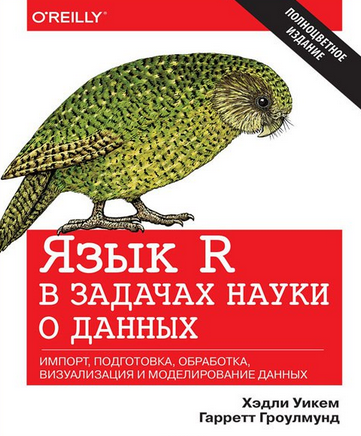 O'REILLY®
ПОЛНОЦВЕТНОЕ
ИЗДАНИЕ
Язык R
В ЗАДАЧАХ НАУКИ
О ДАННЫХ
ИМПОРТ, ПОДГОТОВКА, ОБРАБОТКА,
ВИЗУАЛИЗАЦИЯ И МОДЕЛИРОВАНИЕ ДАННЫХ
Хэдли Уикем
Гарретт Гроулмунд